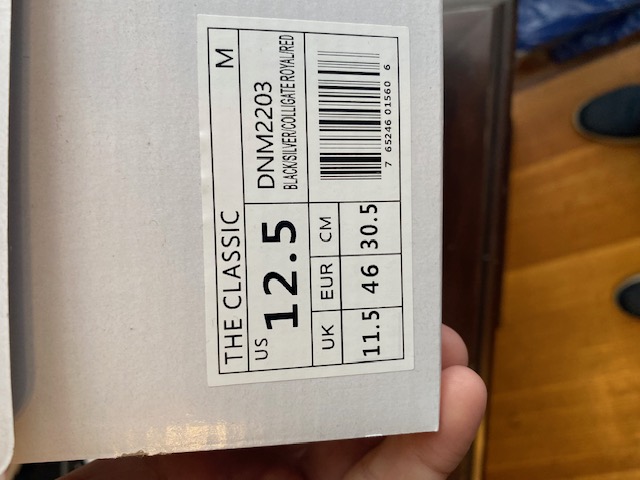 THE CLASSIC M
US 12.5
DNM2203
BLACK/SILVER/COLLIGATE ROYAL/RED
UK EUR CM
11.5 46 30.5
7 65246 01560 6